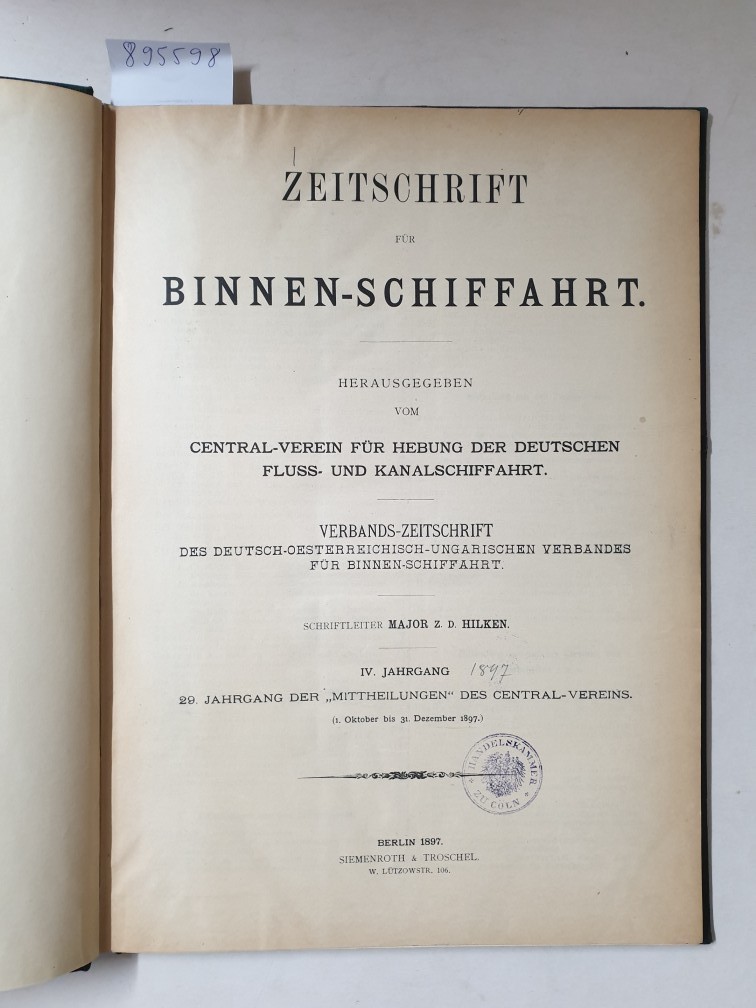 895598
ZEITSCHRIFT
FÜR
BINNEN-SCHIFFAHRT.
HERAUSGEGEBEN
VOM
CENTRAL-VEREIN FÜR HEBUNG DER DEUTSCHEN
FLUSS- UND KANALSCHIFFAHRT.
VERBANDS-ZEITSCHRIFT
DES DEUTSCH-OESTERREICHISCH-UNGARISCHEN VERBANDES
FÜR BINNEN-SCHIFFAHRT.
SCHRIFTLEITER MAJOR Z. D. HILKEN.
IV. JAHRGANG 1897
29. JAHRGANG DER „MITTHEILUNGEN" DES CENTRAL-VEREINS.
(1. Oktober bis 31. Dezember 1897.)
HANDELSKAMMER
ZU CÖLN
BERLIN 1897.
SIEMENROTH & TROSCHEL.
W. LÜTZOWSTR. 106.